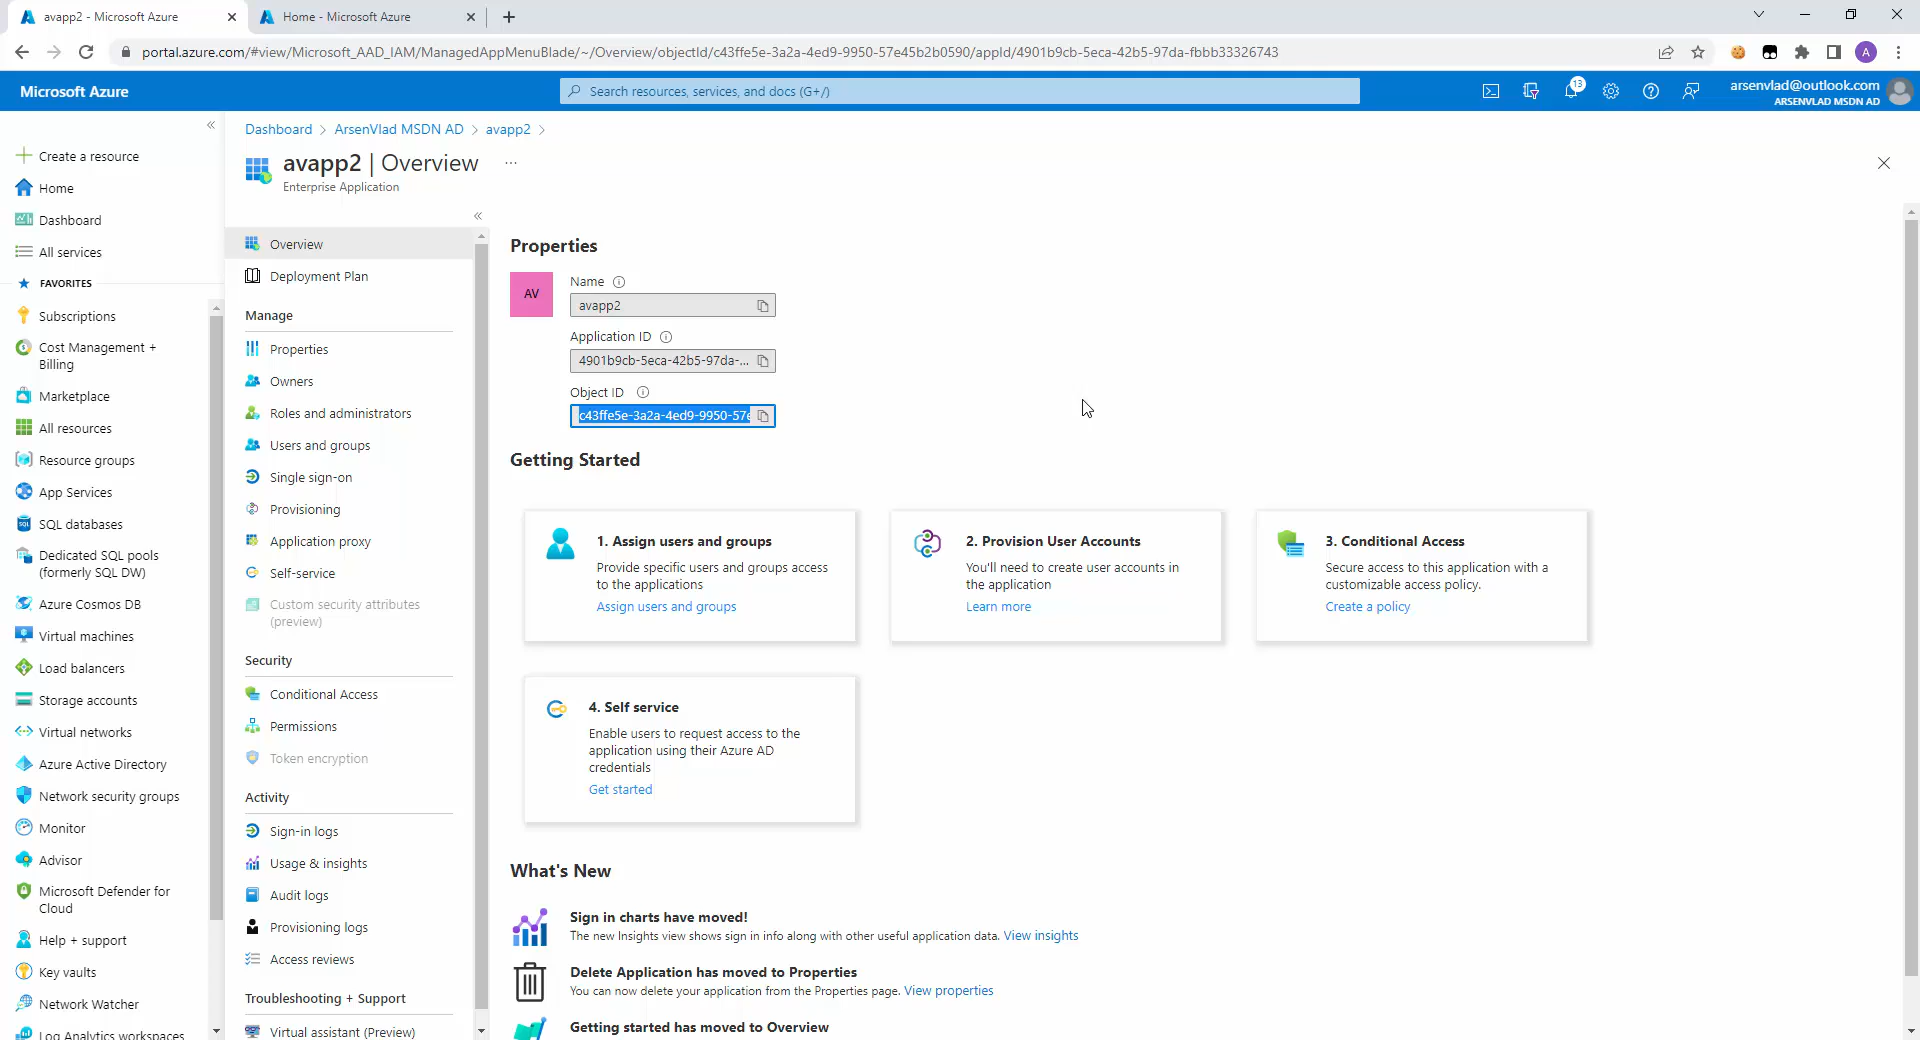 avapp2 - Microsoft Azure
Home - Microsoft Azure
portal.azure.com/#view/Microsoft_AAD_IAM/ManagedAppMenuBlade/~/Overview/objectId/c43ffe5e-3a2a-4ed9-9950-57e45b2b0590/appId/4901b9cb-5eca-42b5-97da-fbbb33326743
A
Microsoft Azure
Search resources, services, and docs (G+/)
13
arsenvlad@outlook.com
ARSENVLAD MSDN AD
Create a resource
Home
Dashboard
All services
FAVORITES
Subscriptions
Cost Management +
Billing
Marketplace
All resources
Resource groups
App Services
SQL databases
Dedicated SQL pools
(formerly SQL DW)
Azure Cosmos DB
Virtual machines
Load balancers
Storage accounts
Virtual networks
Azure Active Directory
Network security groups
Monitor
Advisor
Microsoft Defender for
Cloud
Help + support
Key vaults
Network Watcher
Log Analytics workspaces
Dashboard > ArsenVlad MSDN AD > avapp2 >
avapp2 | Overview ...
Enterprise Application
Overview
Deployment Plan
Manage
Properties
Owners
Roles and administrators
Users and groups
Single sign-on
Provisioning
Application proxy
Self-service
Custom security attributes
(preview)
Security
Conditional Access
Permissions
Token encryption
Activity
Sign-in logs
Usage & insights
Audit logs
Provisioning logs
Access reviews
Troubleshooting + Support
Virtual assistant (Preview)
Properties
AV
Name
avapp2
Application ID
4901b9cb-5eca-42b5-97da-...
Object ID
c43ffe5e-3a2a-4ed9-9950-57e
Getting Started
1. Assign users and groups
Provide specific users and groups access
to the applications
Assign users and groups
2. Provision User Accounts
You'll need to create user accounts in
the application
Learn more
3. Conditional Access
Secure access to this application with a
customizable access policy.
Create a policy
4. Self service
Enable users to request access to the
application using their Azure AD
credentials
Get started
What's New
Sign in charts have moved!
The new Insights view shows sign in info along with other useful application data. View insights
Delete Application has moved to Properties
You can now delete your application from the Properties page. View properties
Getting started has moved to Overview